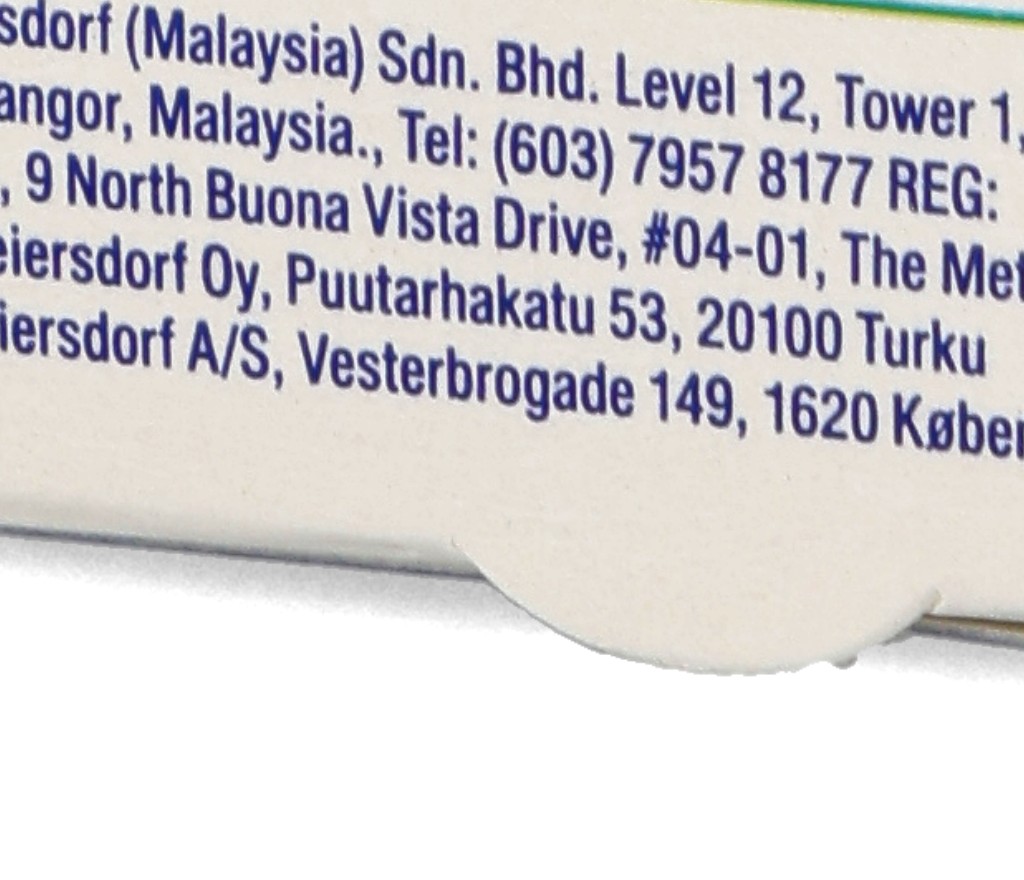 sdorf (Malaysia) Sdn. Bhd. Level 12, Tower 1,
angor, Malaysia., Tel: (603) 7957 8177 REG:
, 9 North Buona Vista Drive, #04-01, The Met
eiersdorf Oy, Puutarhakatu 53, 20100 Turku
iersdorf A/S, Vesterbrogade 149, 1620 Købe